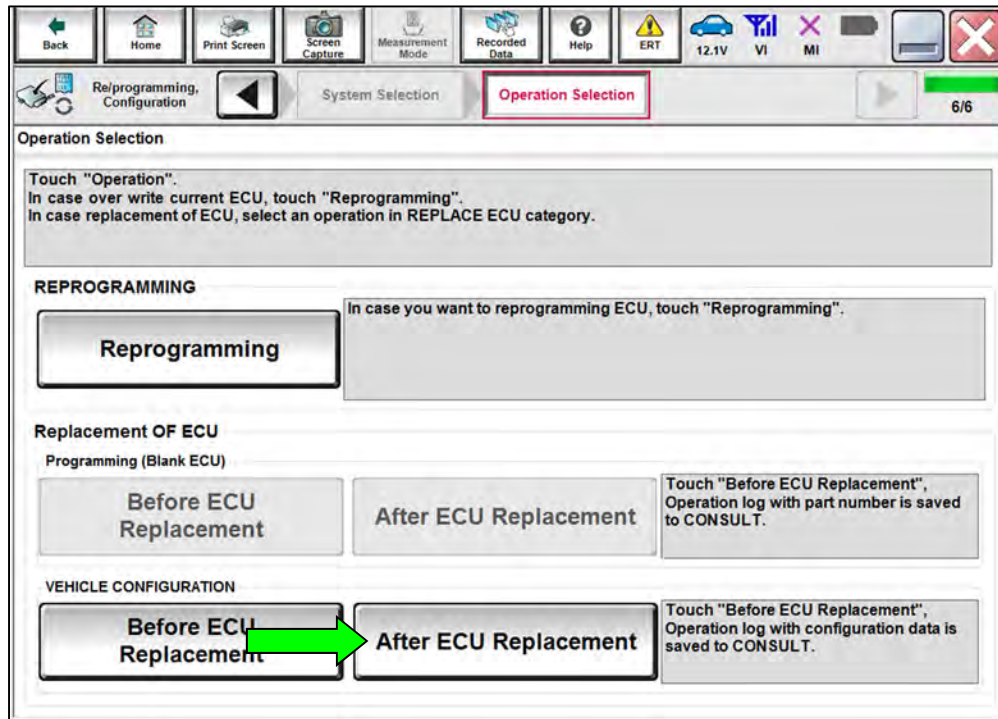 Back
Home
Print Screen
Screen
Capture
Measurement
Mode
Recorded
Data
Help
ERT
12.1V
VI
MI
Re/programming,
Configuration
System Selection
Operation Selection
6/6
Operation Selection
Touch "Operation".
In case over write current ECU, touch "Reprogramming".
In case replacement of ECU, select an operation in REPLACE ECU category.
REPROGRAMMING
Reprogramming
In case you want to reprogramming ECU, touch "Reprogramming".
Replacement OF ECU
Programming (Blank ECU)
Before ECU
Replacement
After ECU Replacement
Touch "Before ECU Replacement",
Operation log with part number is saved
to CONSULT.
VEHICLE CONFIGURATION
Before ECU
Replacement
After ECU Replacement
Touch "Before ECU Replacement",
Operation log with configuration data is
saved to CONSULT.